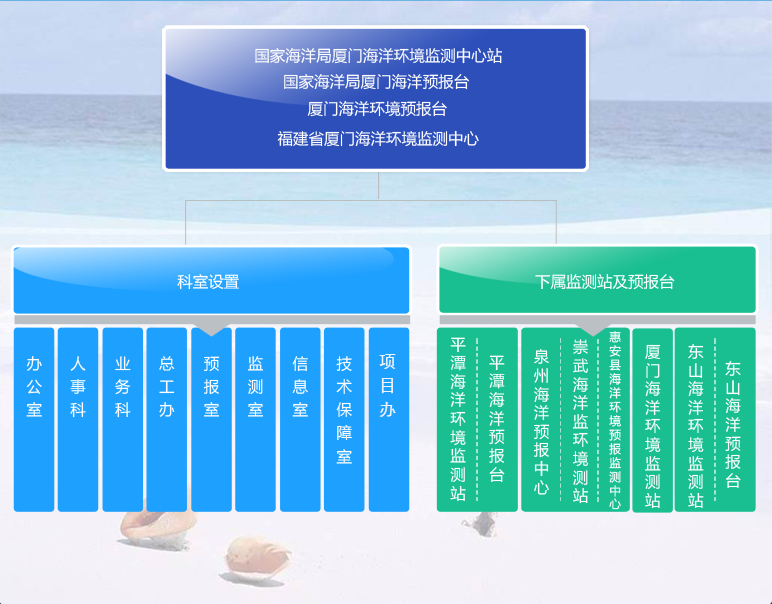 国家海洋局厦门海洋环境监测中心站
国家海洋局厦门海洋预报台
厦门海洋环境预报台
福建省厦门海洋环境监测中心
科室设置
下属监测站及预报台
办公室
人事科
业务科
总工办
预报室
监测室
信息室
技术保障室
项目办
平潭海洋环境监测站
平潭海洋预报台
泉州海洋预报中心
崇武海洋监环境测站
惠安县海洋环境预报监测中心
厦门海洋环境监测站
东山海洋环境监测站
东山海洋预报台